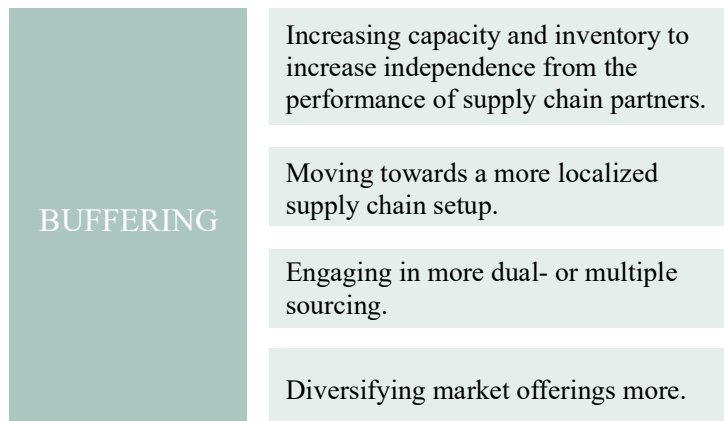 BUFFERING
Increasing capacity and inventory to
increase independence from the
performance of supply chain partners.
Moving towards a more localized
supply chain setup.
Engaging in more dual- or multiple
sourcing.
Diversifying market offerings more.